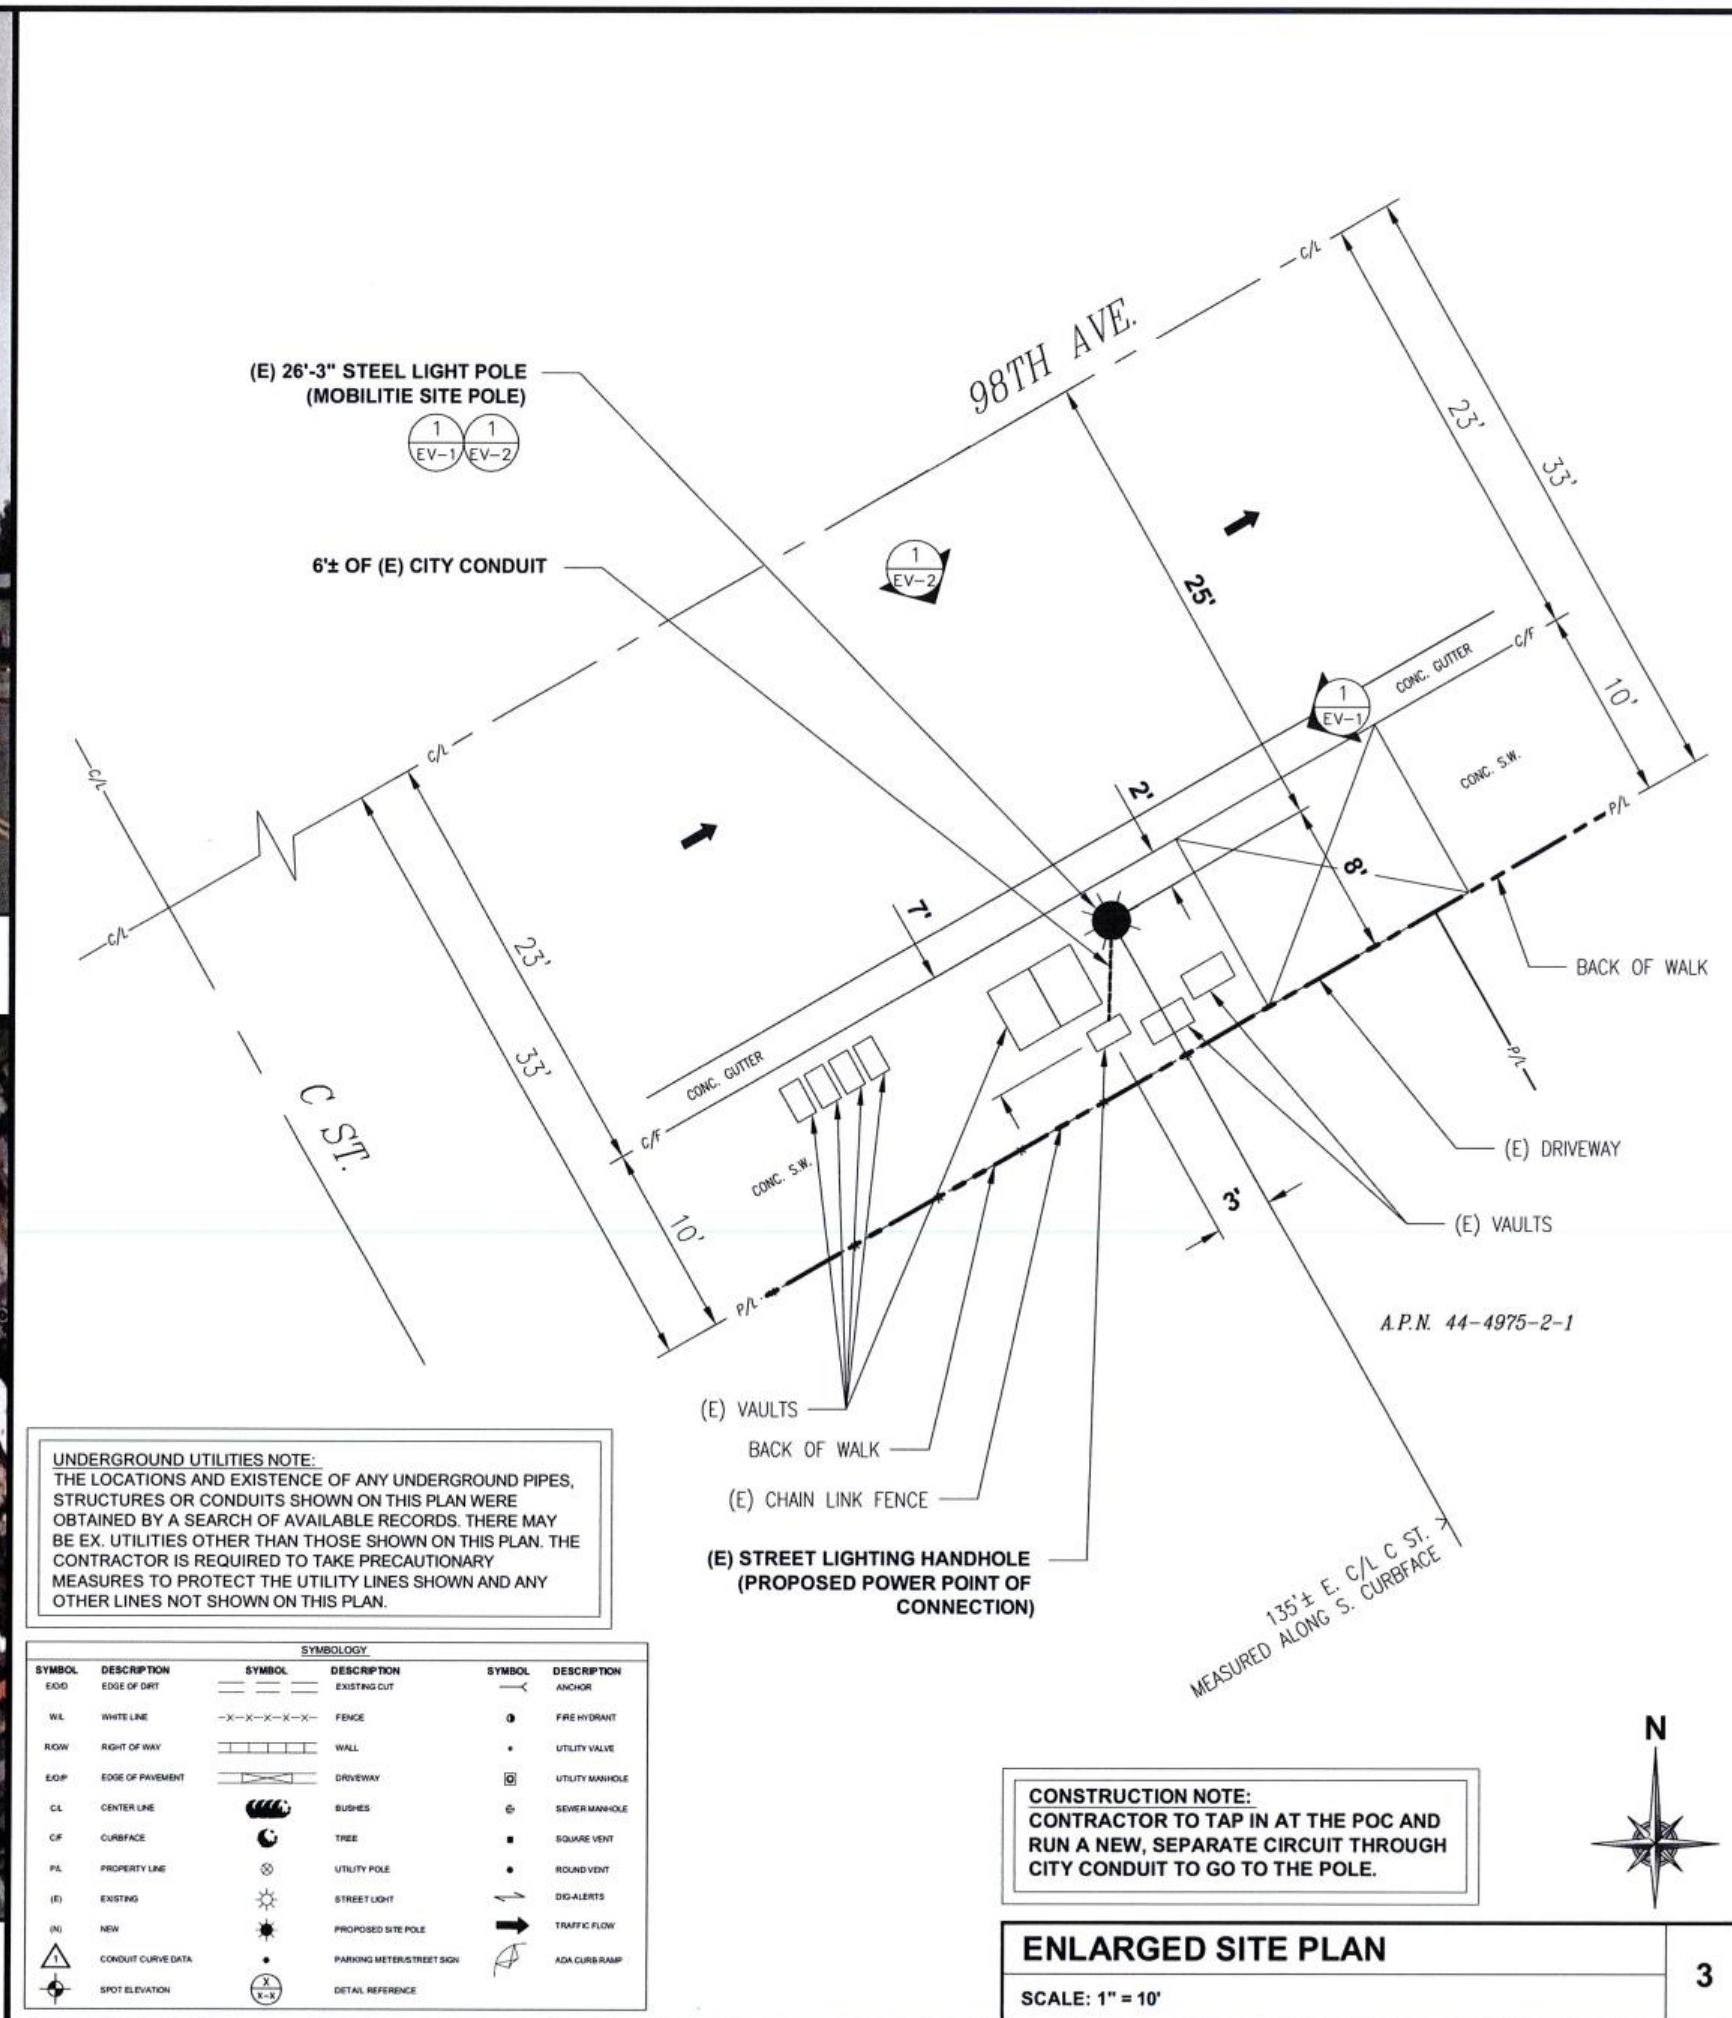 98TH AVE.
C/L
23'
33'
(E) 26'-3" STEEL LIGHT POLE
(MOBILITIE SITE POLE)
1
EV-1
1
EV-2
6'± OF (E) CITY CONDUIT
1
EV-2
25'
1
EV-1
CONC. GUTTER
C/F
10'
CONC. S.W.
P/L
C/L
C/L
C/L
2'
8'
7'
23'
33'
BACK OF WALK
P/L
CONC. GUTTER
C/F
C ST.
CONC. S.W.
(E) DRIVEWAY
3'
(E) VAULTS
10'
P/L
A.P.N. 44-4975-2-1
(E) VAULTS
BACK OF WALK
(E) CHAIN LINK FENCE
(E) STREET LIGHTING HANDHOLE
(PROPOSED POWER POINT OF
CONNECTION)
135'± E. C/L C ST.
MEASURED ALONG S. CURBFACE
UNDERGROUND UTILITIES NOTE:
THE LOCATIONS AND EXISTENCE OF ANY UNDERGROUND PIPES,
STRUCTURES OR CONDUITS SHOWN ON THIS PLAN WERE
OBTAINED BY A SEARCH OF AVAILABLE RECORDS. THERE MAY
BE EX. UTILITIES OTHER THAN THOSE SHOWN ON THIS PLAN. THE
CONTRACTOR IS REQUIRED TO TAKE PRECAUTIONARY
MEASURES TO PROTECT THE UTILITY LINES SHOWN AND ANY
OTHER LINES NOT SHOWN ON THIS PLAN.
SYMBOLOGY
SYMBOL DESCRIPTION SYMBOL DESCRIPTION SYMBOL DESCRIPTION
E/O/D EDGE OF DIRT EXISTING CUT ANCHOR
W/L WHITE LINE FENCE FIRE HYDRANT
R/O/W RIGHT OF WAY WALL UTILITY VALVE
E/O/P EDGE OF PAVEMENT DRIVEWAY UTILITY MANHOLE
C/L CENTER LINE BUSHES SEWER MANHOLE
C/F CURBFACE TREE SQUARE VENT
P/L PROPERTY LINE UTILITY POLE ROUND VENT
(E) EXISTING STREET LIGHT DIG-ALERTS
(N) NEW PROPOSED SITE POLE TRAFFIC FLOW
1 CONDUIT CURVE DATA PARKING METER/STREET SIGN ADA CURB RAMP
SPOT ELEVATION X X-X DETAIL REFERENCE
N
CONSTRUCTION NOTE:
CONTRACTOR TO TAP IN AT THE POC AND
RUN A NEW, SEPARATE CIRCUIT THROUGH
CITY CONDUIT TO GO TO THE POLE.
ENLARGED SITE PLAN
3
SCALE: 1" = 10'